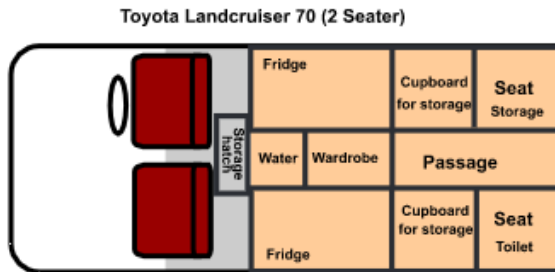 Toyota Landcruiser 70 (2 Seater)
Fridge
Cupboard
for storage
Seat
Storage
Storage
hatch
Water
Wardrobe
Passage
Fridge
Cupboard
for storage
Seat
Toilet